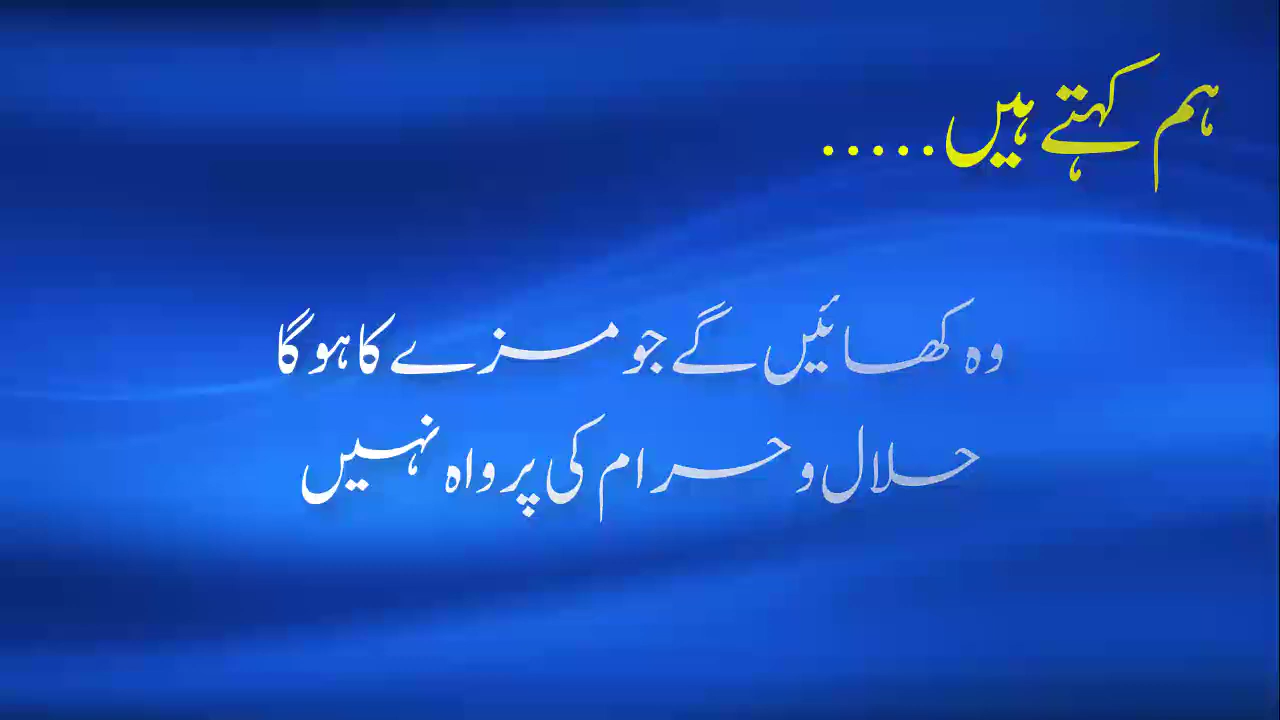 ہم کہتے ہیں.....
وہ کھائیں گے جو مزے کا ہو گا
حلال و حرام کی پرواہ نہیں